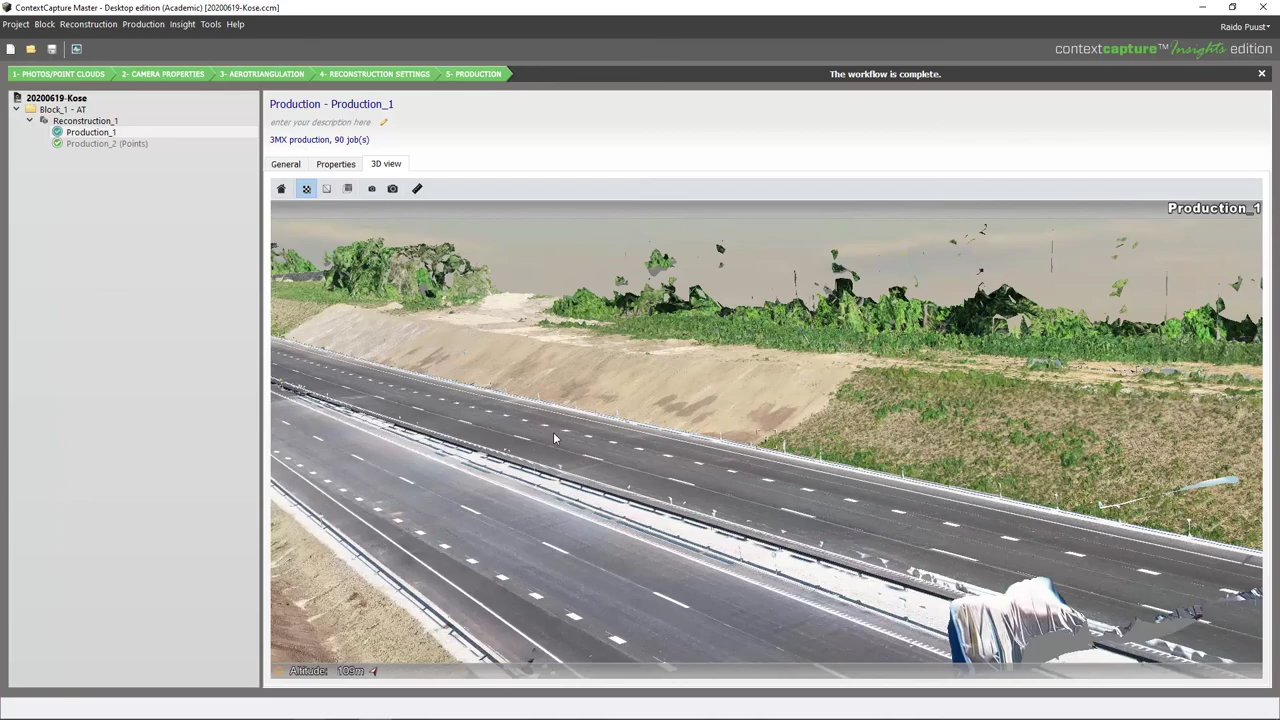 ContextCapture Master - Desktop edition (Academic) [20200619-Kose.ccm]
Project Block Reconstruction Production Insight Tools Help
Raido Puust
contextcapture™ Insights edition
1- PHOTOS/POINT CLOUDS 2- CAMERA PROPERTIES 3- AEROTRIANGULATION 4- RECONSTRUCTION SETTINGS 5- PRODUCTION
The workflow is complete.
20200619-Kose
Block_1 - AT
Reconstruction_1
Production_1
Production_2 (Points)
Production - Production_1
enter your description here
3MX production, 90 job(s)
General Properties 3D view
Production_1
Altitude: 109m